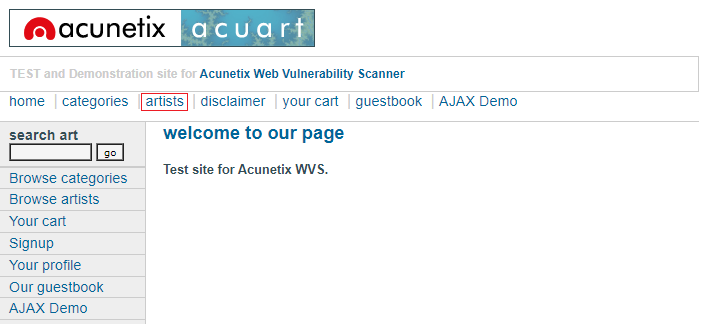 acunetix acuart
TEST and Demonstration site for Acunetix Web Vulnerability Scanner
home | categories | artists | disclaimer | your cart | guestbook | AJAX Demo
search art
go
Browse categories
Browse artists
Your cart
Signup
Your profile
Our guestbook
AJAX Demo
welcome to our page
Test site for Acunetix WVS.